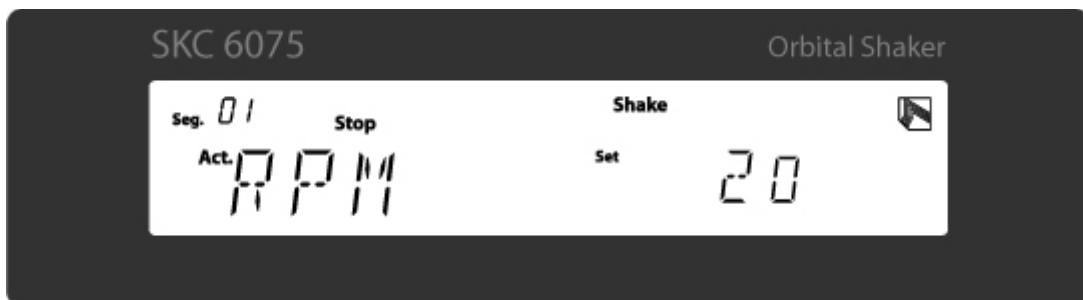 SKC 6075 Orbital Shaker
Seg. 01 Stop Shake
Act. RPM Set 20